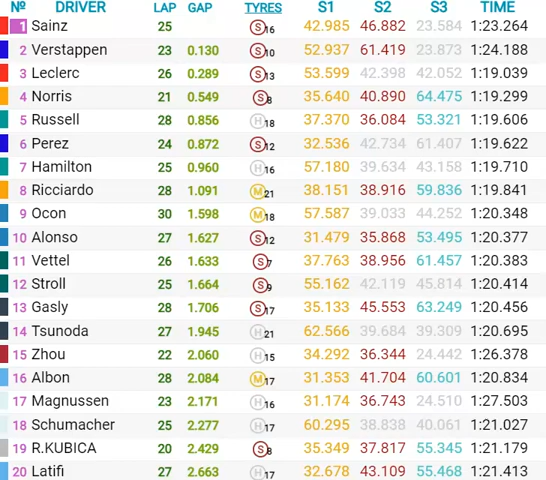 Nº DRIVER LAP GAP TYRES S1 S2 S3 TIME
1 Sainz 25 S 16 42.985 46.882 23.584 1:23.264
2 Verstappen 23 0.130 S 10 52.937 61.419 23.873 1:24.188
3 Leclerc 26 0.289 S 13 53.599 42.398 42.052 1:19.039
4 Norris 21 0.549 S 8 35.640 40.890 64.475 1:19.299
5 Russell 28 0.856 H 18 37.370 36.084 53.321 1:19.606
6 Perez 24 0.872 S 12 32.536 42.734 61.407 1:19.622
7 Hamilton 25 0.960 H 16 57.180 39.634 43.158 1:19.710
8 Ricciardo 28 1.091 M 21 38.151 38.916 59.836 1:19.841
9 Ocon 30 1.598 M 18 57.587 39.033 44.252 1:20.348
10 Alonso 27 1.627 S 12 31.479 35.868 53.495 1:20.377
11 Vettel 26 1.633 S 7 37.763 38.956 61.457 1:20.383
12 Stroll 25 1.664 S 9 55.162 42.119 45.814 1:20.414
13 Gasly 28 1.706 S 17 35.133 45.553 63.249 1:20.456
14 Tsunoda 27 1.945 H 21 62.566 39.684 39.309 1:20.695
15 Zhou 22 2.060 H 15 34.292 36.344 24.442 1:26.378
16 Albon 28 2.084 M 17 31.353 41.704 60.601 1:20.834
17 Magnussen 23 2.171 H 16 31.174 36.743 24.510 1:27.503
18 Schumacher 25 2.277 H 17 60.295 38.838 40.061 1:21.027
19 R.KUBICA 20 2.429 S 8 35.349 37.817 55.345 1:21.179
20 Latifi 27 2.663 H 17 32.678 43.109 55.468 1:21.413